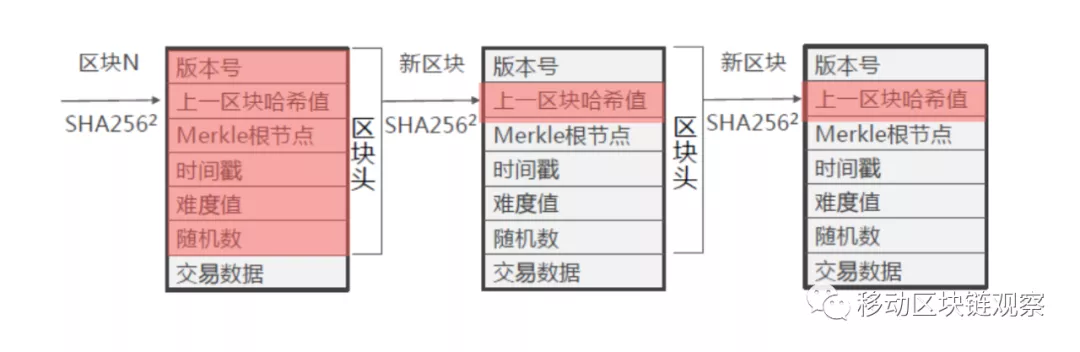 区块N
SHA256²
版本号
上一区块哈希值
Merkle根节点
时间戳
难度值
随机数
交易数据
区块头
新区块
SHA256²
版本号
上一区块哈希值
Merkle根节点
时间戳
难度值
随机数
交易数据
区块头
新区块
SHA256²
版本号
上一区块哈希值
Merkle根节点
时间戳
难度值
随机数
交易数据
移动区块链观察